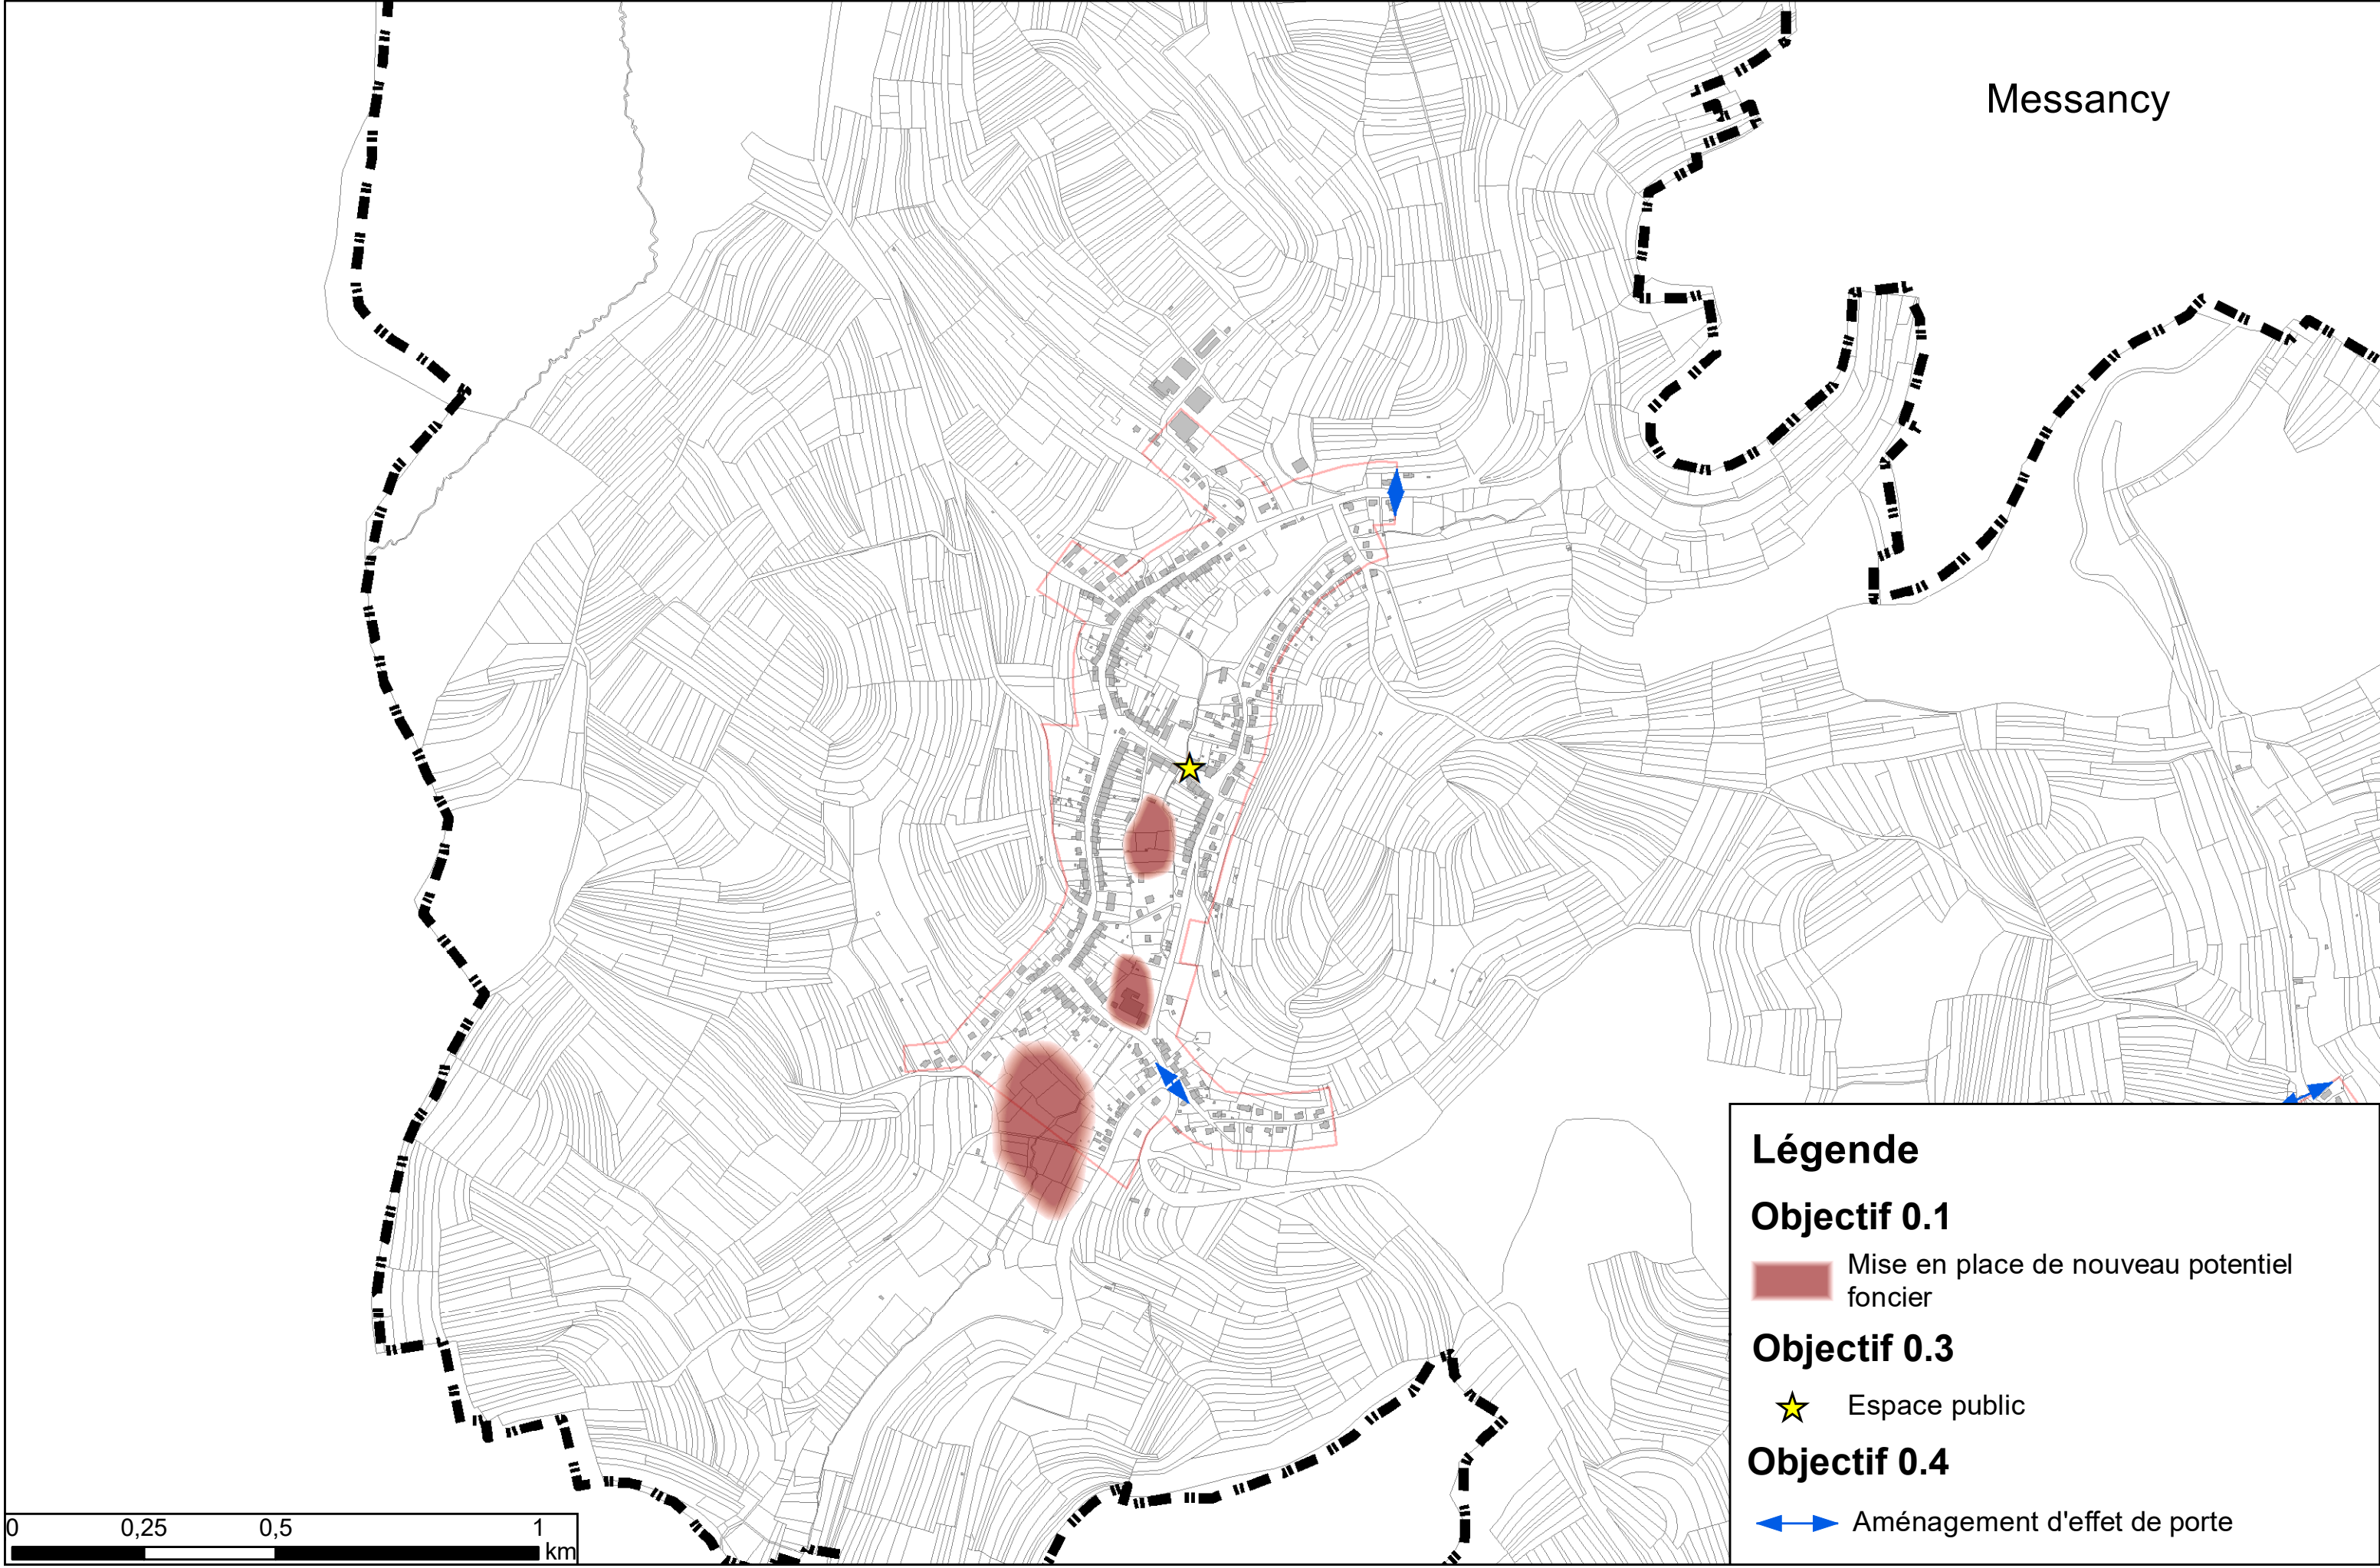 Messancy
Légende
Objectif 0.1
Mise en place de nouveau potentiel
foncier
Objectif 0.3
Espace public
Objectif 0.4
Aménagement d'effet de porte
0 0,25 0,5 1
km